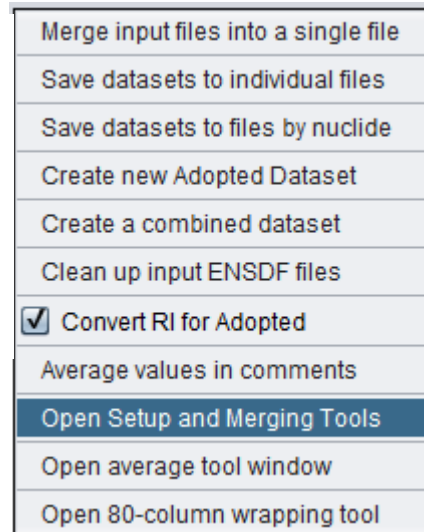 Merge input files into a single file
Save datasets to individual files
Save datasets to files by nuclide
Create new Adopted Dataset
Create a combined dataset
Clean up input ENSDF files
Convert RI for Adopted
Average values in comments
Open Setup and Merging Tools
Open average tool window
Open 80-column wrapping tool